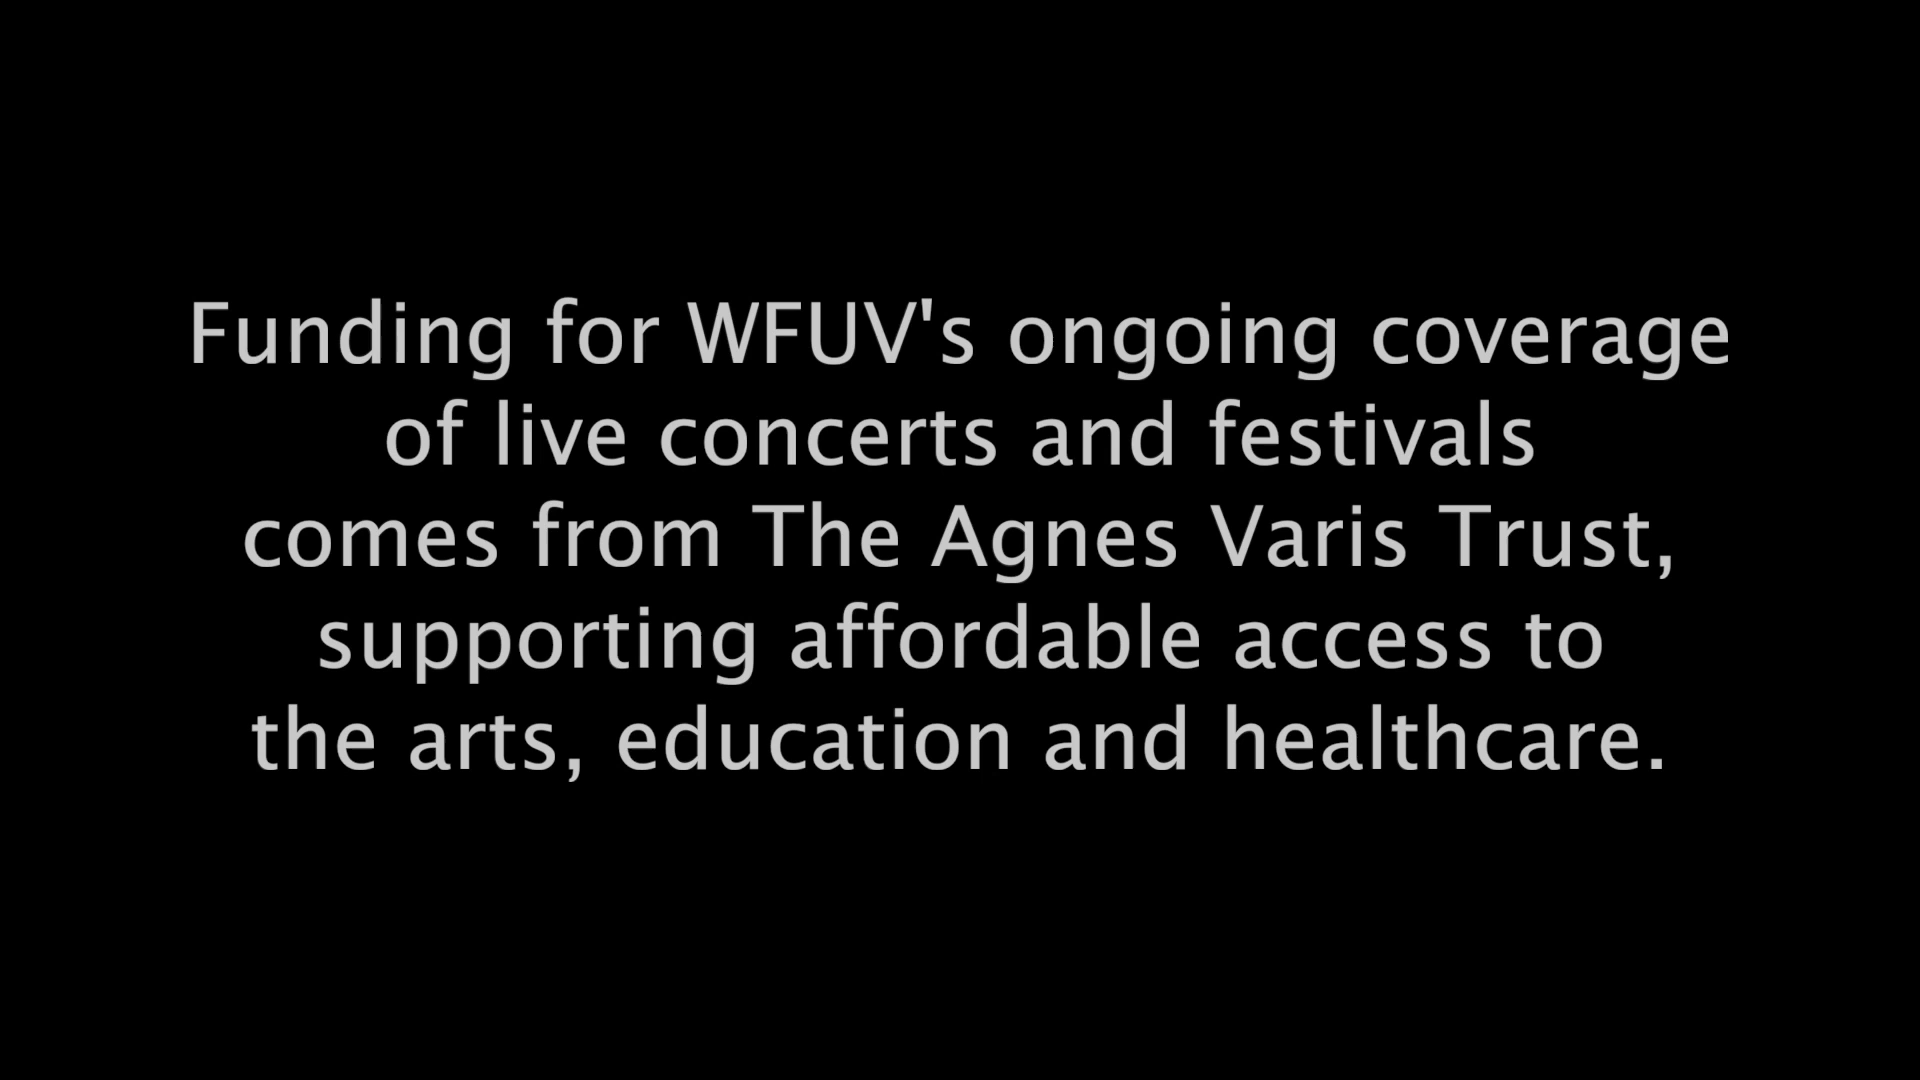 Funding for WFUV's ongoing coverage
of live concerts and festivals
comes from The Agnes Varis Trust,
supporting affordable access to
the arts, education and healthcare.